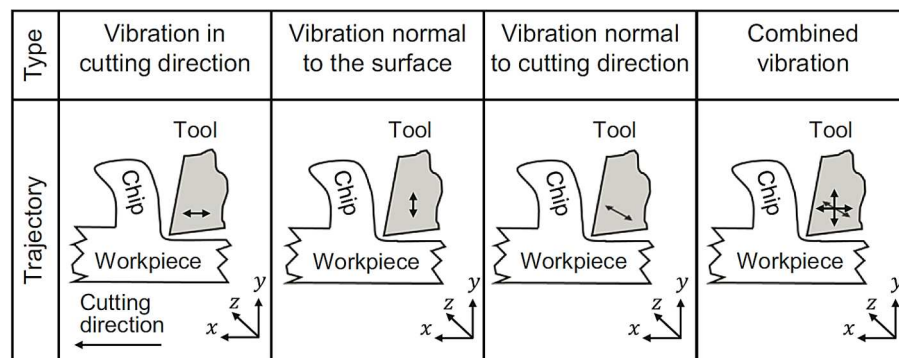 Type
Vibration in
cutting direction
Vibration normal
to the surface
Vibration normal
to cutting direction
Combined
vibration
Trajectory
Tool
Chip
Workpiece
Cutting
direction
y
z
x
Tool
Chip
Workpiece
y
z
x
Tool
Chip
Workpiece
y
z
x
Tool
Chip
Workpiece
y
z
x